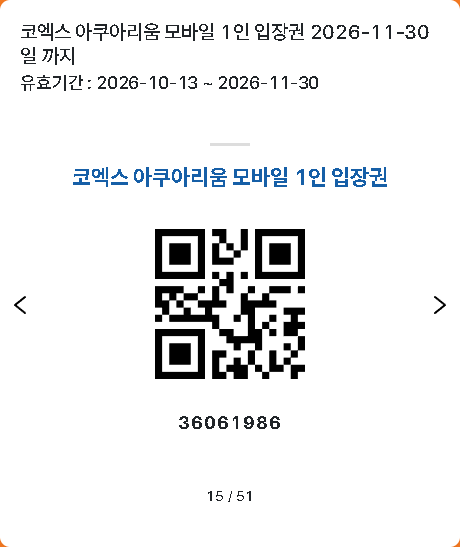 코엑스 아쿠아리움 모바일 1인 입장권 2026-11-30
일 까지
유효기간 : 2026-10-13 ~ 2026-11-30
코엑스 아쿠아리움 모바일 1인 입장권
36061986
15 / 51